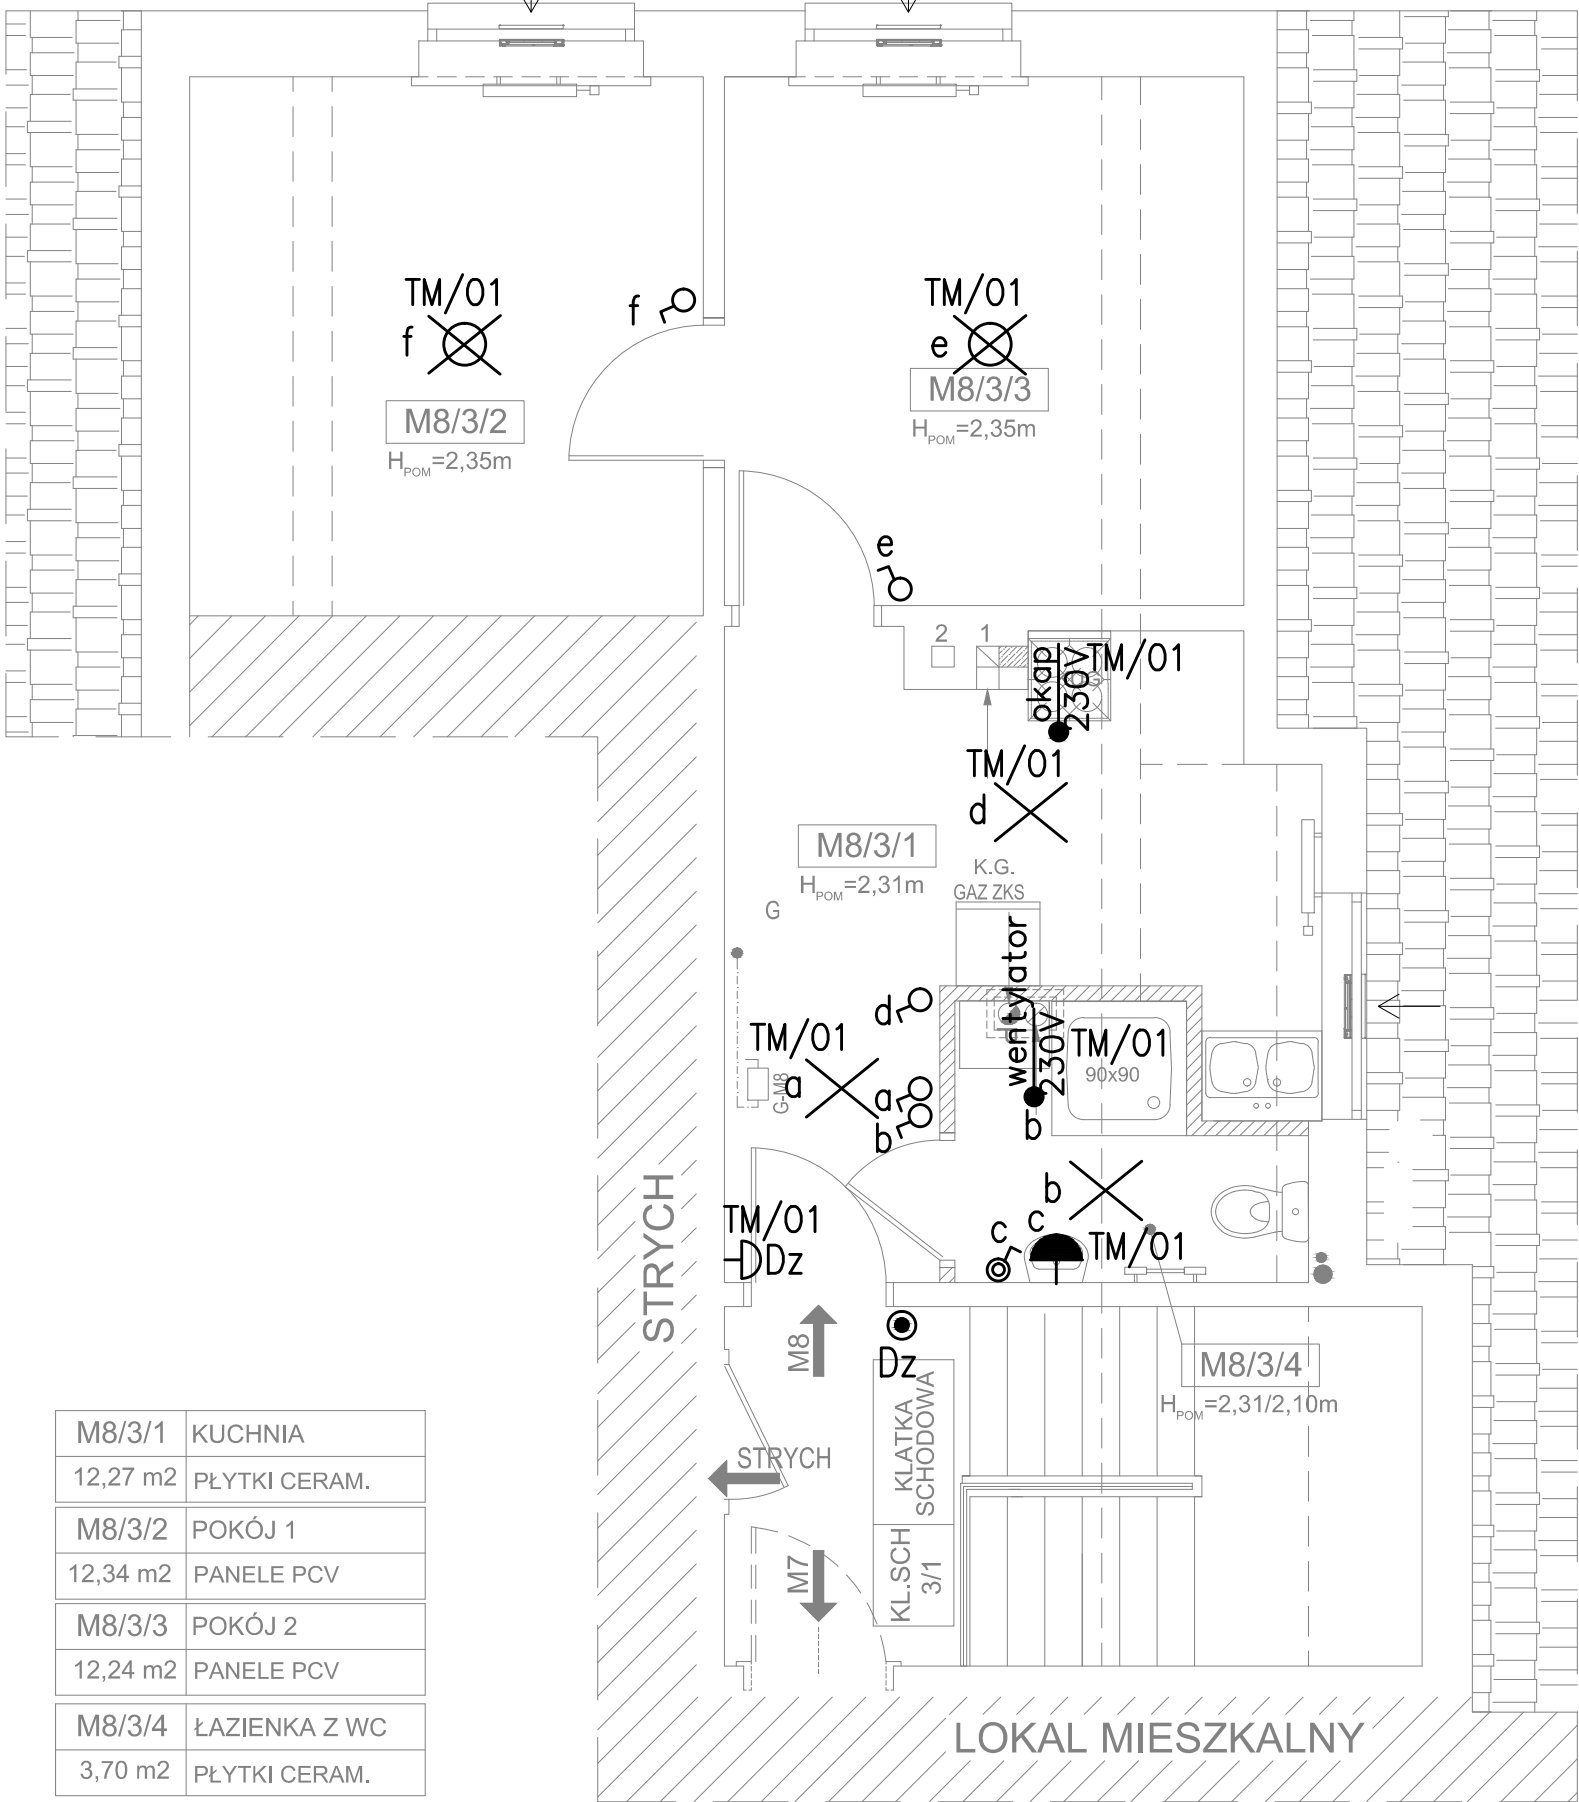 TM/01
f
f
M8/3/2
HPOM=2,35m
TM/01
e
M8/3/3
HPOM=2,35m
e
2
1
okap
230V
TM/01
TM/01
d
M8/3/1
HPOM=2,31m
K.G.
GAZ ZKS
G
wentylator
230V
d
TM/01
a
G-M8
a
b
TM/01
90x90
b
b
TM/01
Dz
c
c
TM/01
STRYCH
M8
Dz
M8/3/4
HPOM=2,31/2,10m
STRYCH
KLATKA
SCHODOWA
KL.SCH
3/1
M7
M8/3/1 KUCHNIA
12,27 m2 PŁYTKI CERAM.
M8/3/2 POKÓJ 1
12,34 m2 PANELE PCV
M8/3/3 POKÓJ 2
12,24 m2 PANELE PCV
M8/3/4 ŁAZIENKA Z WC
3,70 m2 PŁYTKI CERAM.
LOKAL MIESZKALNY